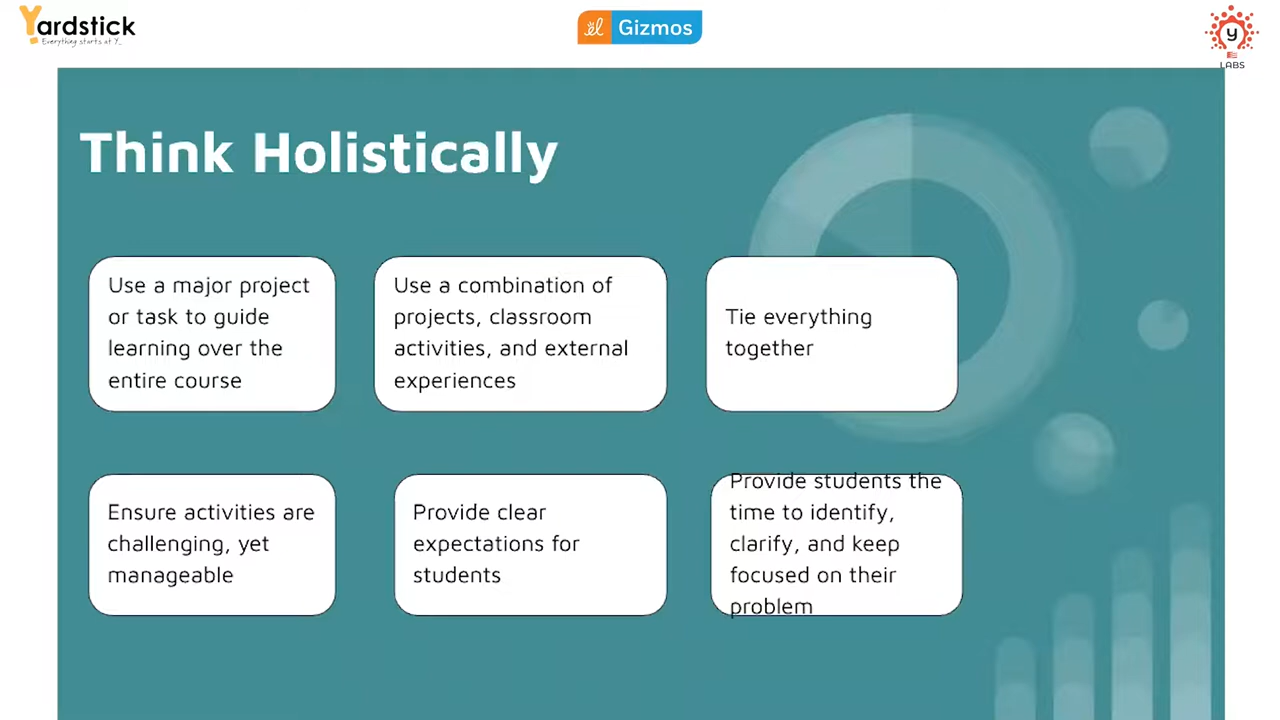 Yardstick
Everything starts at Y_
él Gizmos
y
LABS
Think Holistically
Use a major project
or task to guide
learning over the
entire course
Use a combination of
projects, classroom
activities, and external
experiences
Tie everything
together
Ensure activities are
challenging, yet
manageable
Provide clear
expectations for
students
Provide students the
time to identify,
clarify, and keep
focused on their
problem